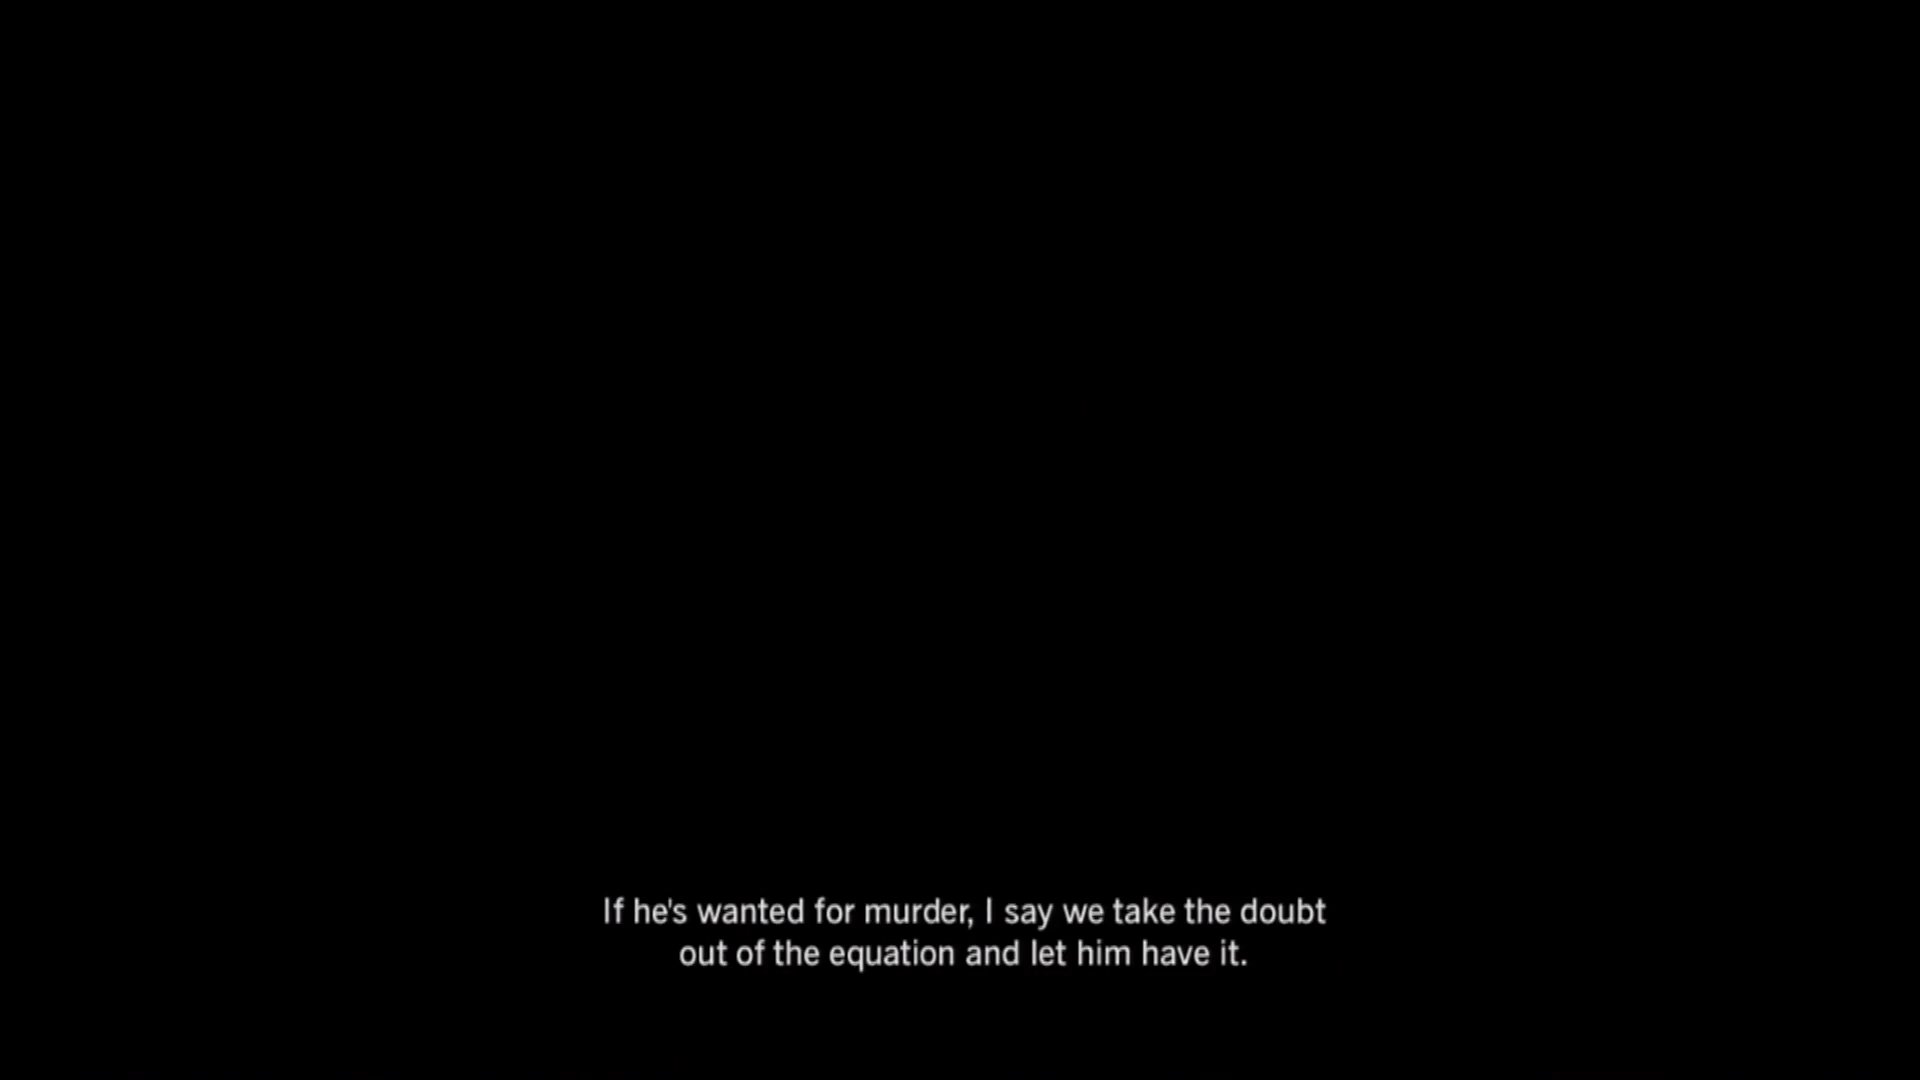 If he's wanted for murder, I say we take the doubt
out of the equation and let him have it.